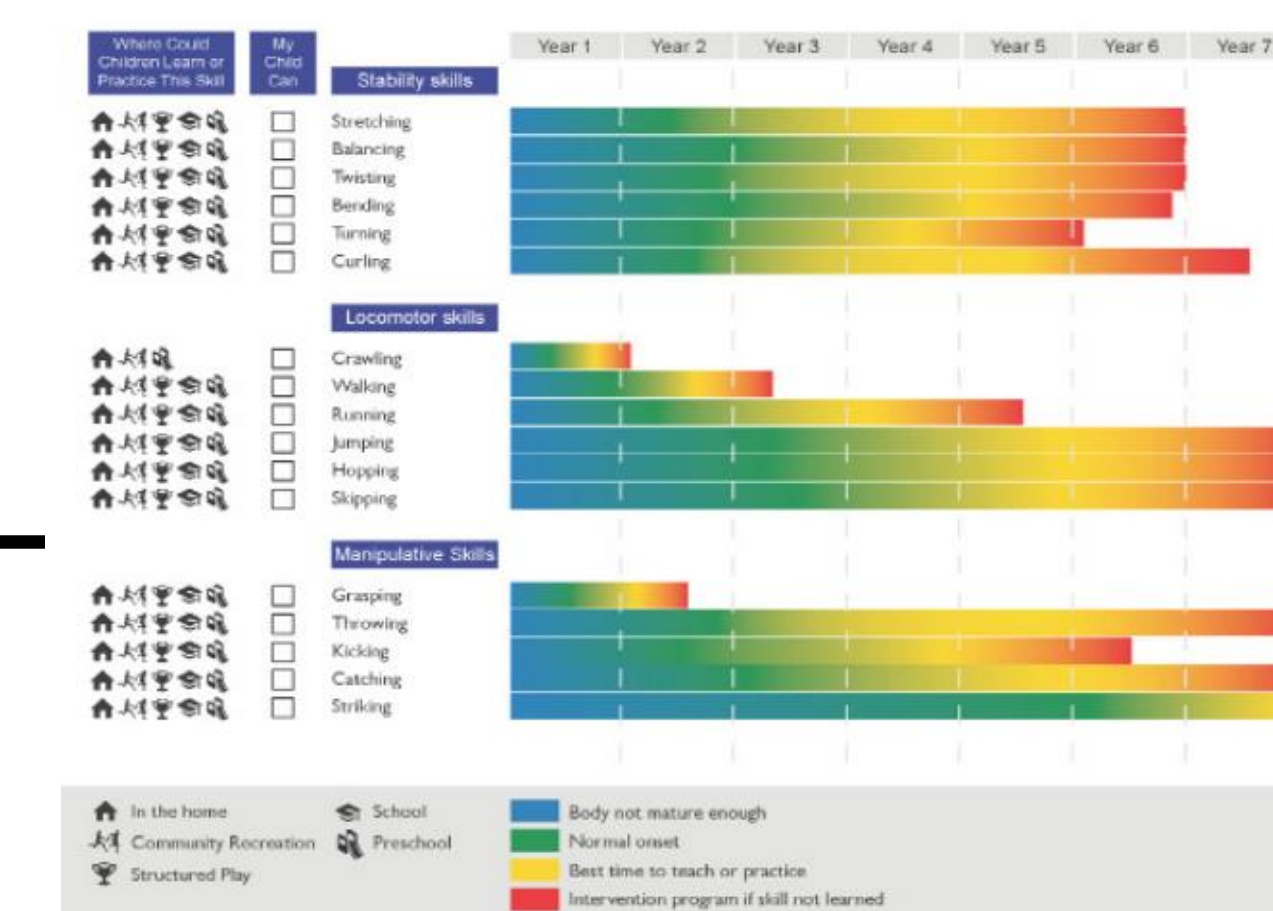 Where Could
Children Learn or
Practice This Skill
My
Child
Can
Stability skills
Year 1 Year 2 Year 3 Year 4 Year 5 Year 6 Year 7
Stretching
Balancing
Twisting
Bending
Turning
Curling
Locomotor skills
Crawling
Walking
Running
Jumping
Hopping
Skipping
Manipulative Skills
Grasping
Throwing
Kicking
Catching
Striking
In the home
Community Recreation
Structured Play
School
Preschool
Body not mature enough
Normal onset
Best time to teach or practice
Intervention program if skill not learned